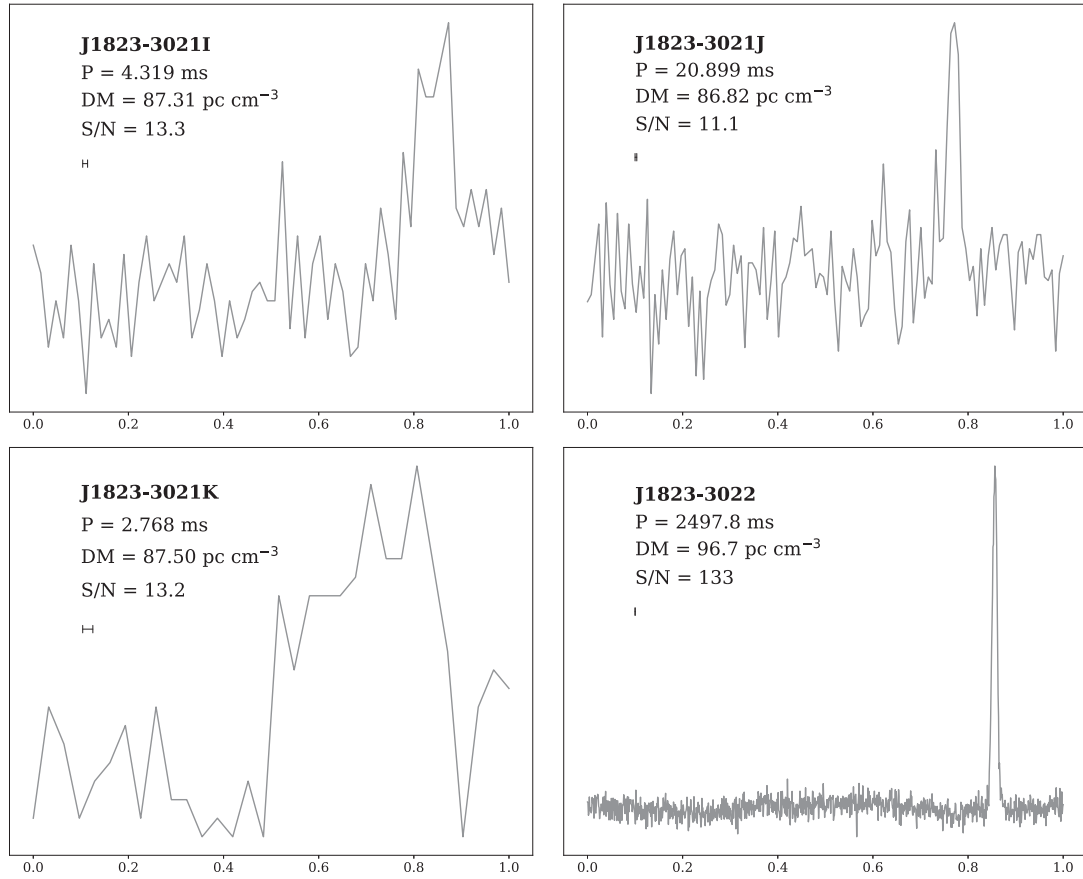 J1823-3021I
P = 4.319 ms
DM = 87.31 pc cm⁻³
S/N = 13.3
0.0 0.2 0.4 0.6 0.8 1.0
J1823-3021J
P = 20.899 ms
DM = 86.82 pc cm⁻³
S/N = 11.1
0.0 0.2 0.4 0.6 0.8 1.0
J1823-3021K
P = 2.768 ms
DM = 87.50 pc cm⁻³
S/N = 13.2
0.0 0.2 0.4 0.6 0.8 1.0
J1823-3022
P = 2497.8 ms
DM = 96.7 pc cm⁻³
S/N = 133
0.0 0.2 0.4 0.6 0.8 1.0